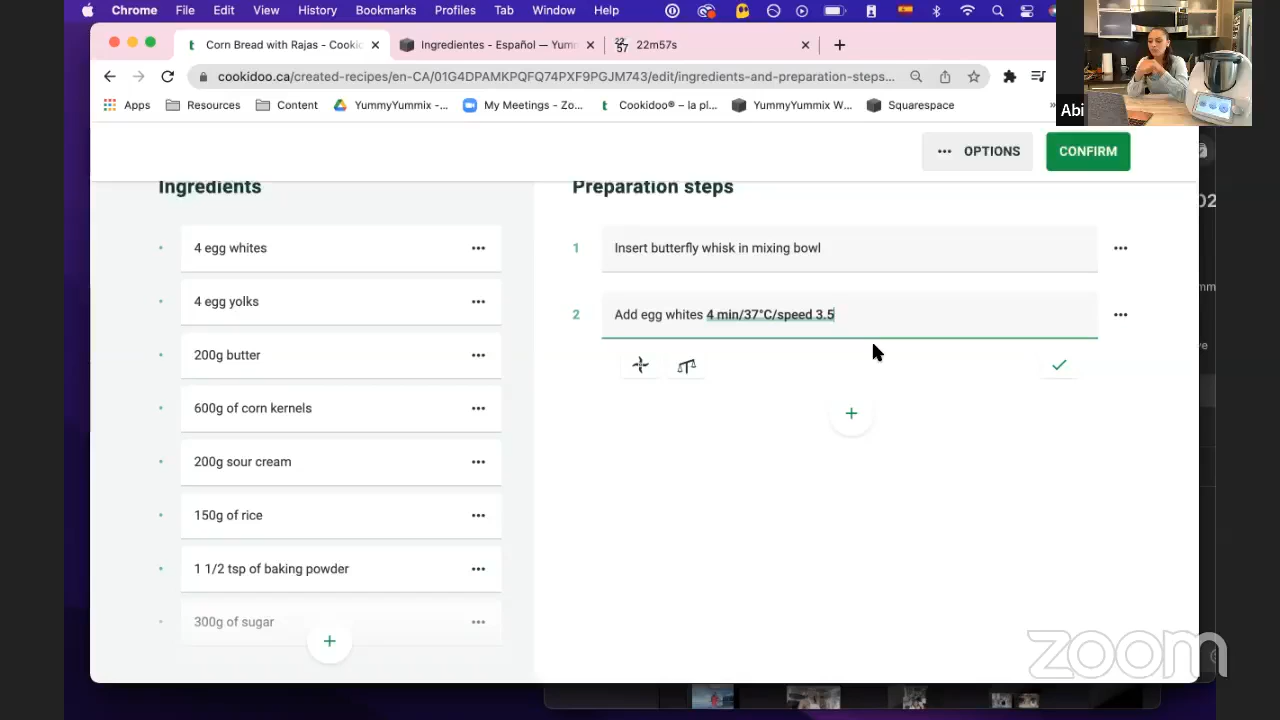 Chrome File Edit View History Bookmarks Profiles Tab Window Help
Corn Bread with Rajas - Cooki
Ingredientes - Español — Yum
22m57s
cookidoo.ca/created-recipes/en-CA/01G4DPAMKPQFQ74PXF9PGJM743/edit/ingredients-and-preparation-steps...
Apps Resources Content YummyYummix -... My Meetings - Zo... Cookidoo® – la pl... YummyYummix W... Squarespace »
Abi
OPTIONS
CONFIRM
Ingredients
4 egg whites
4 egg yolks
200g butter
600g of corn kernels
200g sour cream
150g of rice
1 1/2 tsp of baking powder
300g of sugar
Preparation steps
1 Insert butterfly whisk in mixing bowl
2 Add egg whites 4 min/37°C/speed 3.5
zoom